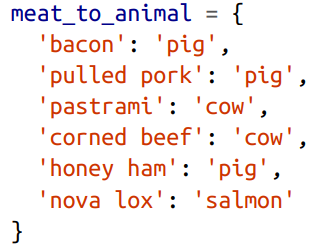 meat_to_animal = {
  'bacon': 'pig',
  'pulled pork': 'pig',
  'pastrami': 'cow',
  'corned beef': 'cow',
  'honey ham': 'pig',
  'nova lox': 'salmon'
}